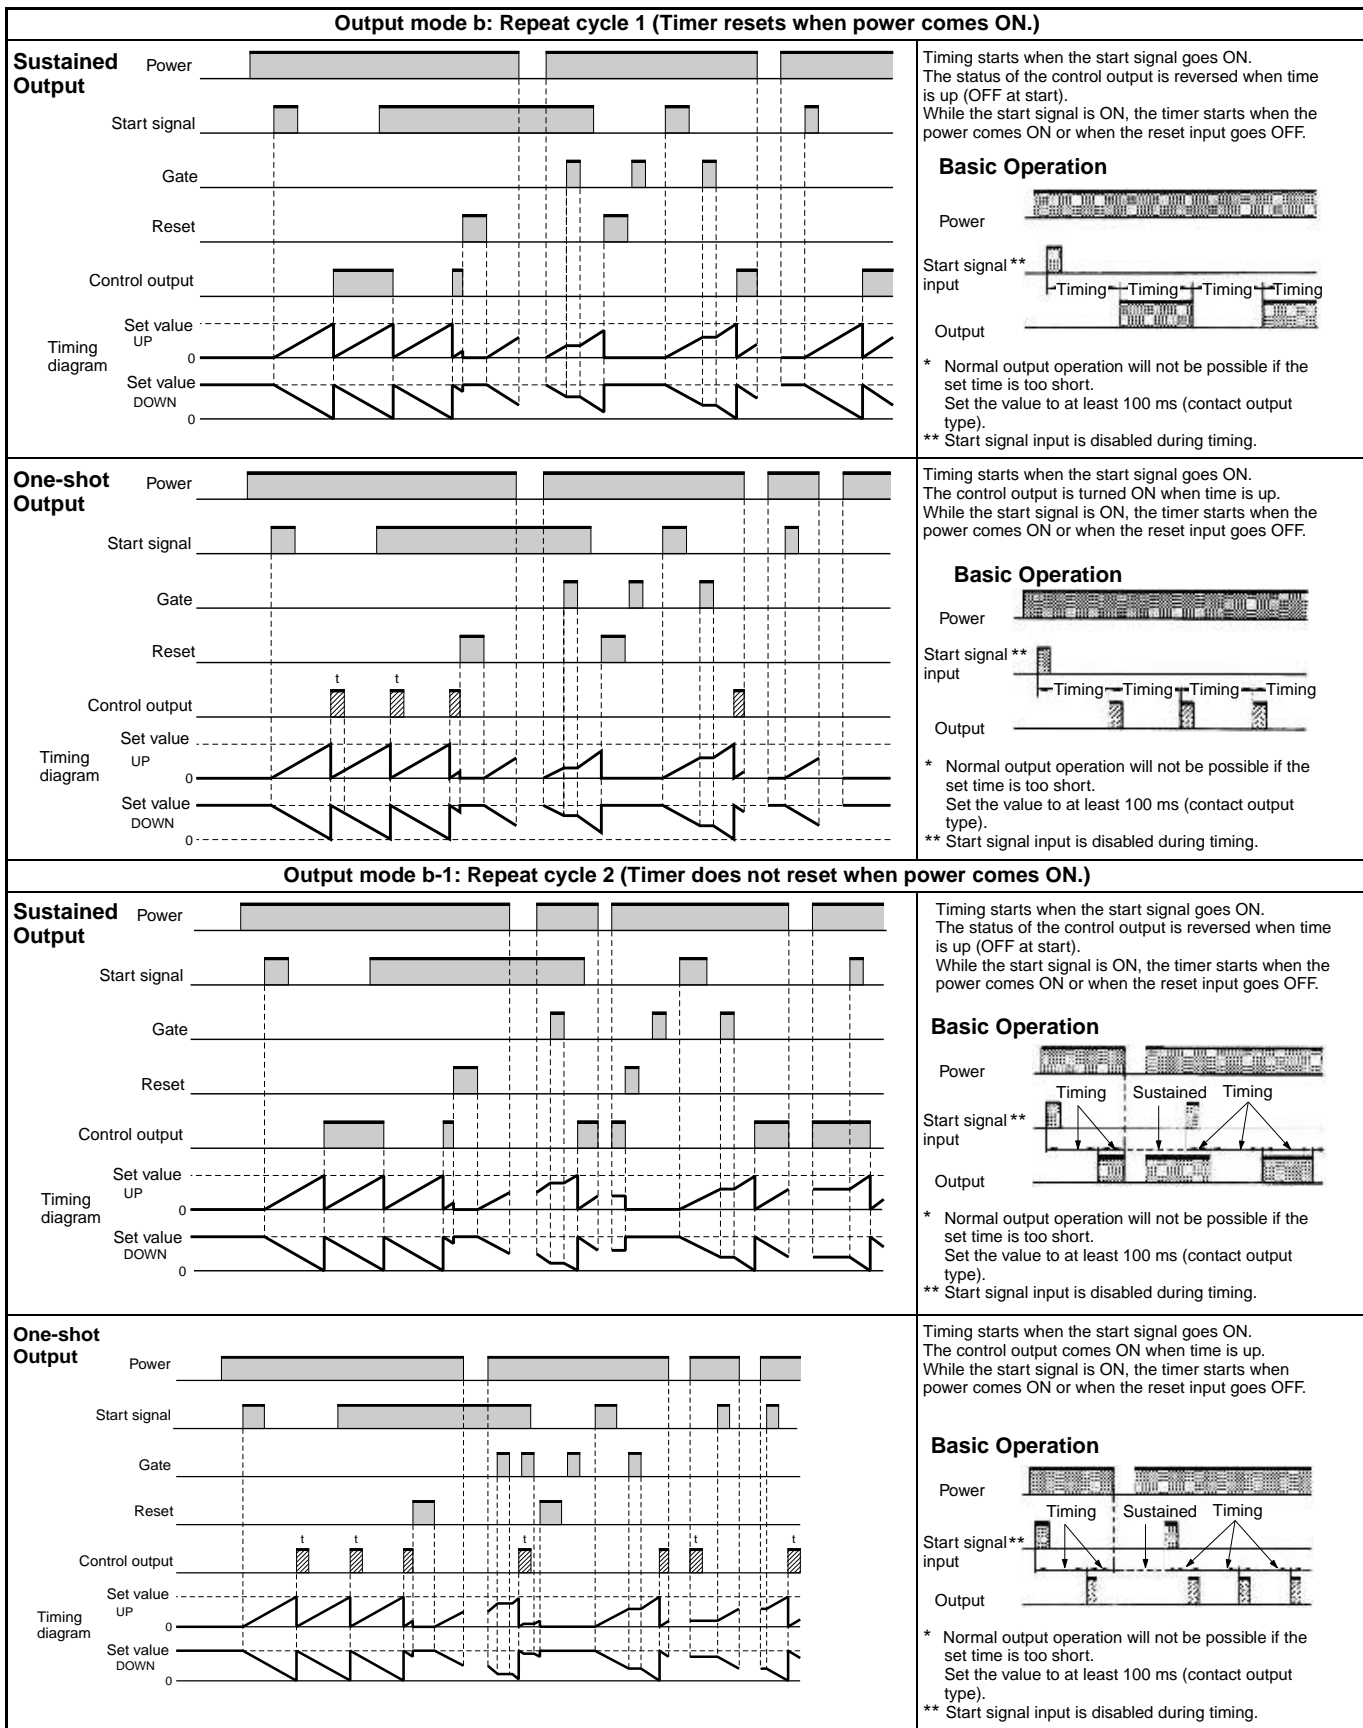 Output mode b: Repeat cycle 1 (Timer resets when power comes ON.)
Sustained
Output
Power
Start signal
Gate
Reset
Control output
Timing
diagram
Set value
UP
0
Set value
DOWN
0
Timing starts when the start signal goes ON.
The status of the control output is reversed when time
is up (OFF at start).
While the start signal is ON, the timer starts when the
power comes ON or when the reset input goes OFF.
Basic Operation
Power
Start signal **
input
Timing Timing Timing Timing
Output
* Normal output operation will not be possible if the
set time is too short.
Set the value to at least 100 ms (contact output
type).
** Start signal input is disabled during timing.
One-shot
Output
Power
Start signal
Gate
Reset
t t
Control output
Timing
diagram
Set value
UP
0
Set value
DOWN
0
Timing starts when the start signal goes ON.
The control output is turned ON when time is up.
While the start signal is ON, the timer starts when the
power comes ON or when the reset input goes OFF.
Basic Operation
Power
Start signal **
input
Timing Timing Timing Timing
Output
* Normal output operation will not be possible if the
set time is too short.
Set the value to at least 100 ms (contact output
type).
** Start signal input is disabled during timing.
Output mode b-1: Repeat cycle 2 (Timer does not reset when power comes ON.)
Sustained
Output
Power
Start signal
Gate
Reset
Control output
Timing
diagram
Set value
UP
0
Set value
DOWN
0
Timing starts when the start signal goes ON.
The status of the control output is reversed when time
is up (OFF at start).
While the start signal is ON, the timer starts when the
power comes ON or when the reset input goes OFF.
Basic Operation
Power
Timing Sustained Timing
Start signal **
input
Output
* Normal output operation will not be possible if the
set time is too short.
Set the value to at least 100 ms (contact output
type).
** Start signal input is disabled during timing.
One-shot
Output
Power
Start signal
Gate
Reset
t t t t t
Control output
Timing
diagram
Set value
UP
0
Set value
DOWN
0
Timing starts when the start signal goes ON.
The control output comes ON when time is up.
While the start signal is ON, the timer starts when
power comes ON or when the reset input goes OFF.
Basic Operation
Power
Timing Sustained Timing
Start signal **
input
Output
* Normal output operation will not be possible if the
set time is too short.
Set the value to at least 100 ms (contact output
type).
** Start signal input is disabled during timing.